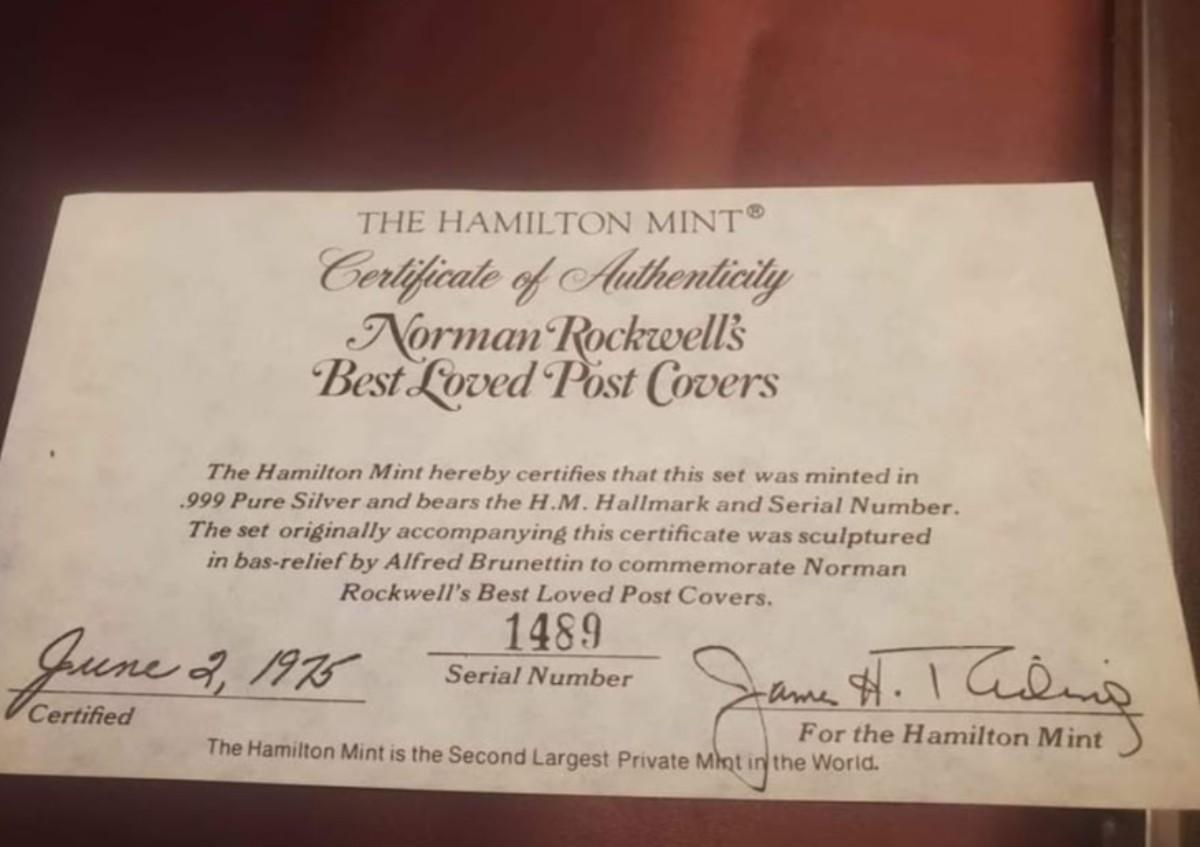 THE HAMILTON MINT®
Certificate of Authenticity
Norman Rockwell's
Best Loved Post Covers
The Hamilton Mint hereby certifies that this set was minted in
.999 Pure Silver and bears the H.M. Hallmark and Serial Number.
The set originally accompanying this certificate was sculptured
in bas-relief by Alfred Brunettin to commemorate Norman
Rockwell's Best Loved Post Covers.
1489
June 2, 1975
Serial Number
James H.
Certified
For the Hamilton Mint
The Hamilton Mint is the Second Largest Private Mint in the World.